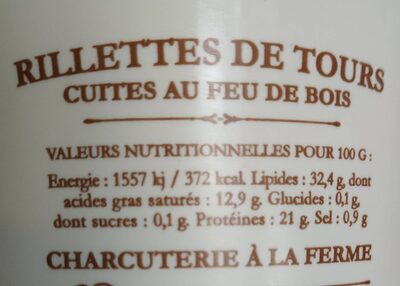 RILLETTES DE TOURS
CUITES AU FEU DE BOIS
VALEURS NUTRITIONNELLES POUR 100 G :
Energie : 1557 kj / 372 kcal. Lipides : 32,4 g, dont
acides gras saturés : 12,9 g. Glucides : 0,1 g,
dont sucres : 0,1 g. Protéines : 21 g. Sel : 0,9 g
CHARCUTERIE À LA FERME